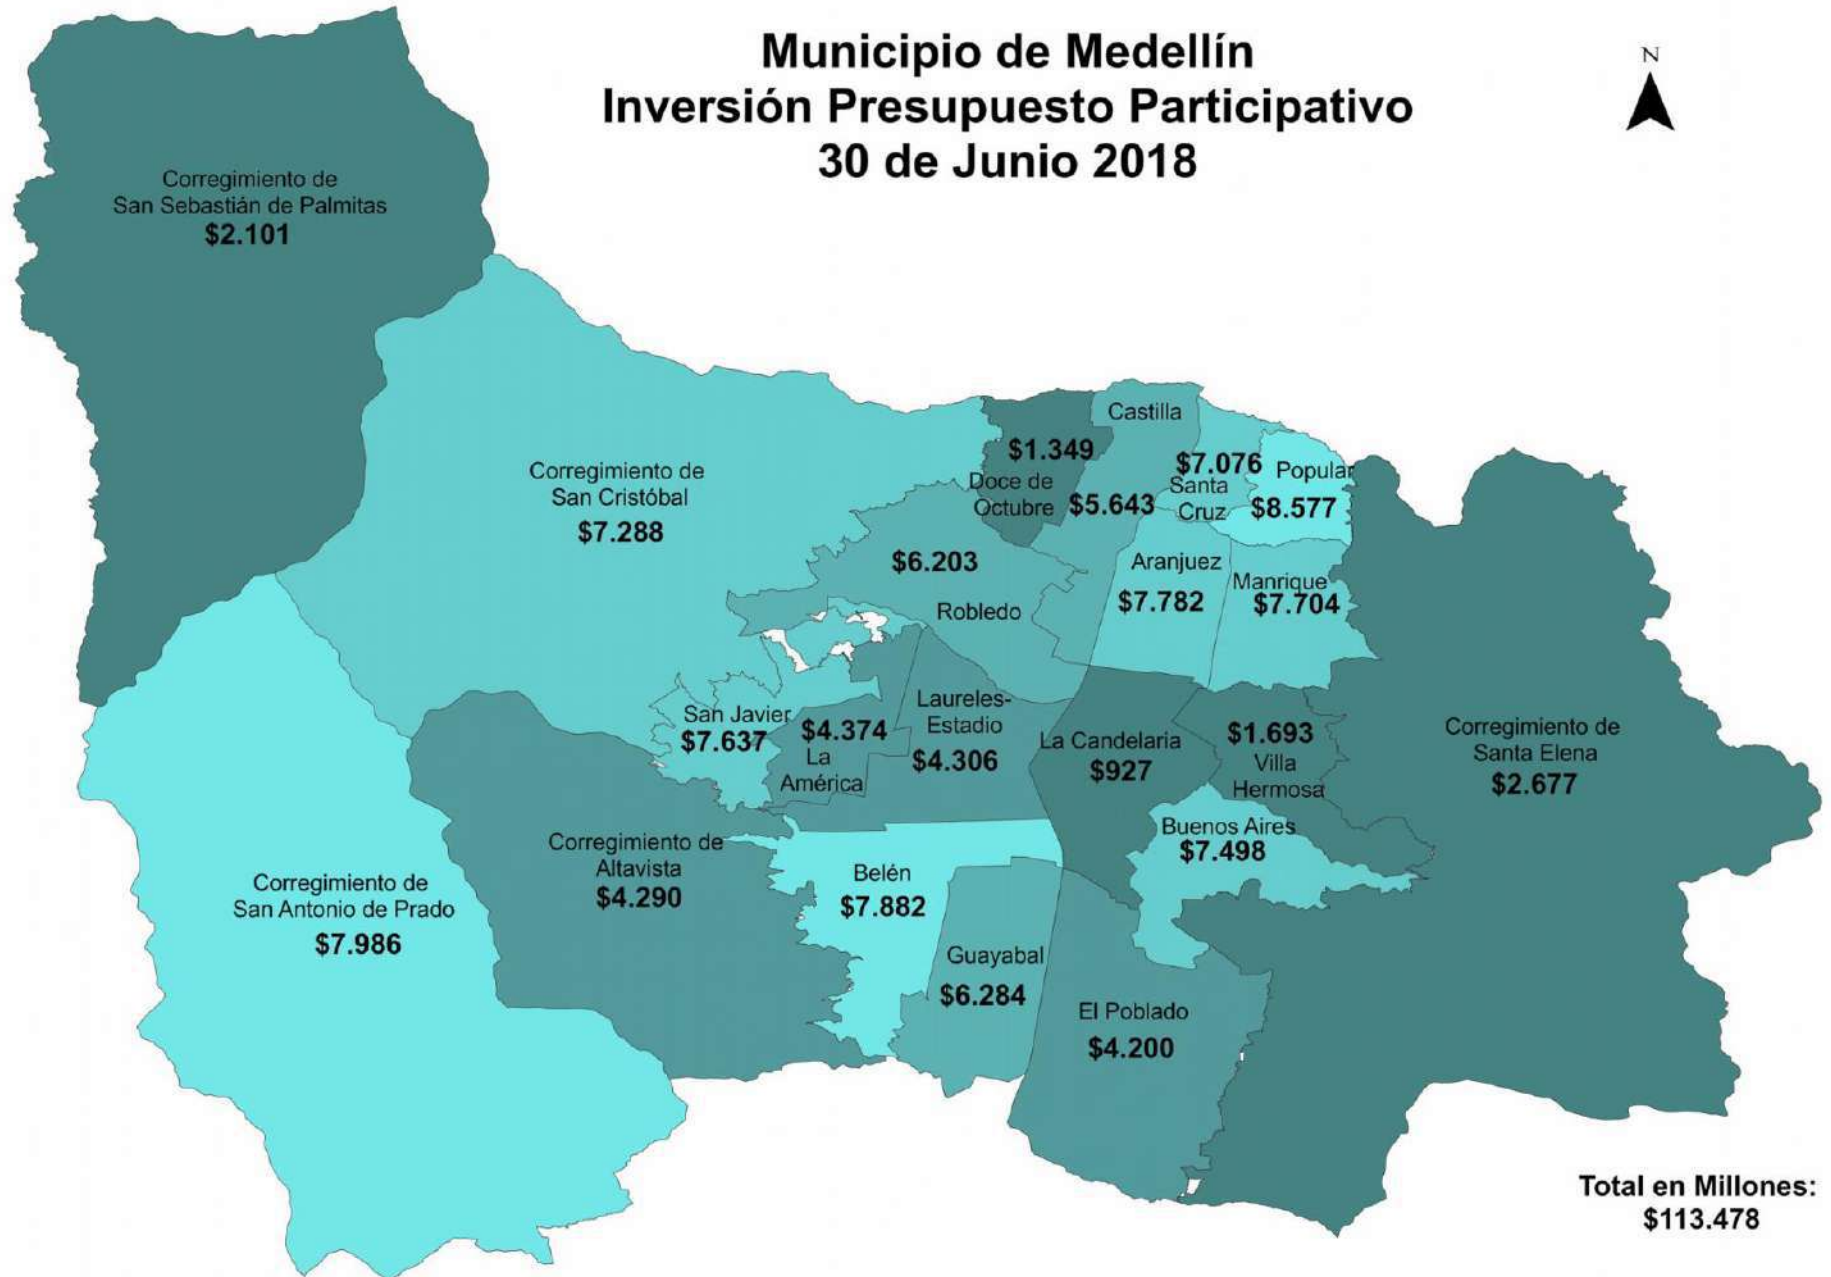 Municipio de Medellín
Inversión Presupuesto Participativo
30 de Junio 2018
N
Corregimiento de
San Sebastián de Palmitas
$2.101
Corregimiento de
San Cristóbal
$7.288
$1.349
Doce de
Octubre
Castilla
$5.643
$7.076
Santa
Cruz
Popular
$8.577
$6.203
Robledo
Aranjuez
$7.782
Manrique
$7.704
San Javier
$7.637
$4.374
La
América
Laureles-
Estadio
$4.306
La Candelaria
$927
$1.693
Villa
Hermosa
Corregimiento de
Santa Elena
$2.677
Buenos Aires
$7.498
Corregimiento de
Altavista
$4.290
Belén
$7.882
Corregimiento de
San Antonio de Prado
$7.986
Guayabal
$6.284
El Poblado
$4.200
Total en Millones:
$113.478